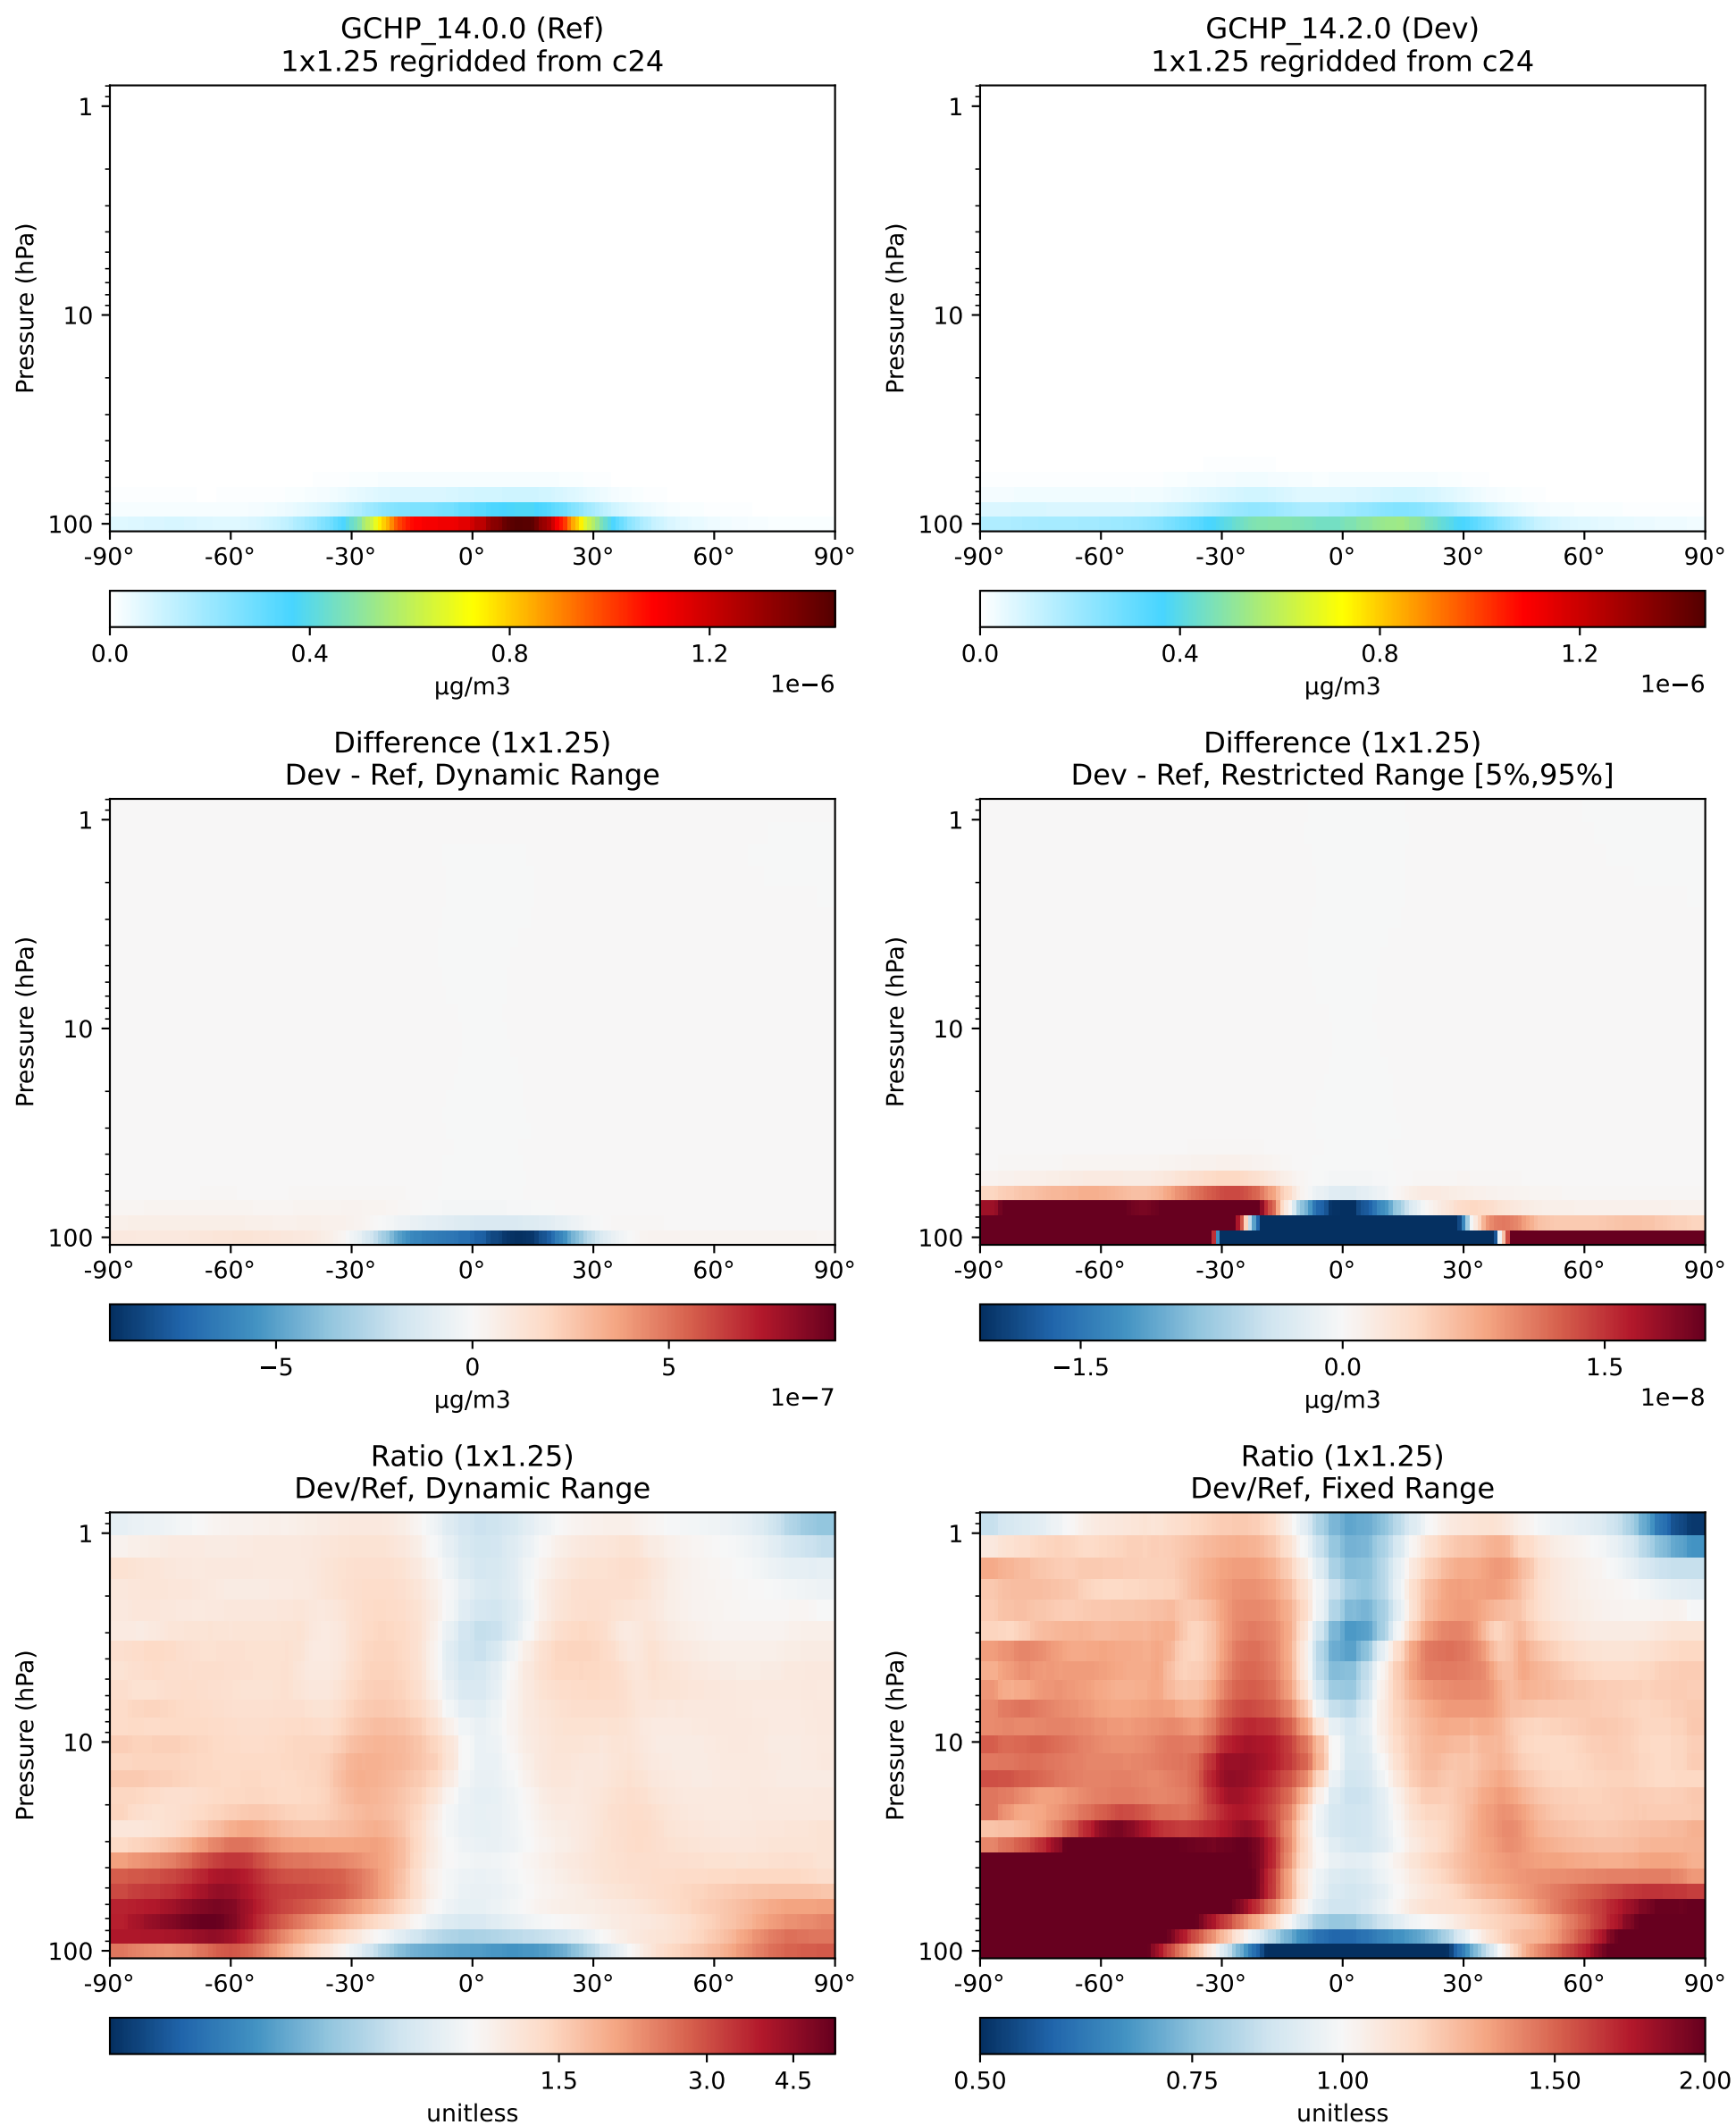 GCHP_14.0.0 (Ref)
1x1.25 regridded from c24
Pressure (hPa)
1
10
100
-90° -60° -30° 0° 30° 60° 90°
0.0 0.4 0.8 1.2
µg/m3 1e−6
GCHP_14.2.0 (Dev)
1x1.25 regridded from c24
Pressure (hPa)
1
10
100
-90° -60° -30° 0° 30° 60° 90°
0.0 0.4 0.8 1.2
µg/m3 1e−6
Difference (1x1.25)
Dev - Ref, Dynamic Range
Pressure (hPa)
1
10
100
-90° -60° -30° 0° 30° 60° 90°
−5 0 5
µg/m3 1e−7
Difference (1x1.25)
Dev - Ref, Restricted Range [5%,95%]
Pressure (hPa)
1
10
100
-90° -60° -30° 0° 30° 60° 90°
−1.5 0.0 1.5
µg/m3 1e−8
Ratio (1x1.25)
Dev/Ref, Dynamic Range
Pressure (hPa)
1
10
100
-90° -60° -30° 0° 30° 60° 90°
1.5 3.0 4.5
unitless
Ratio (1x1.25)
Dev/Ref, Fixed Range
Pressure (hPa)
1
10
100
-90° -60° -30° 0° 30° 60° 90°
0.50 0.75 1.00 1.50 2.00
unitless